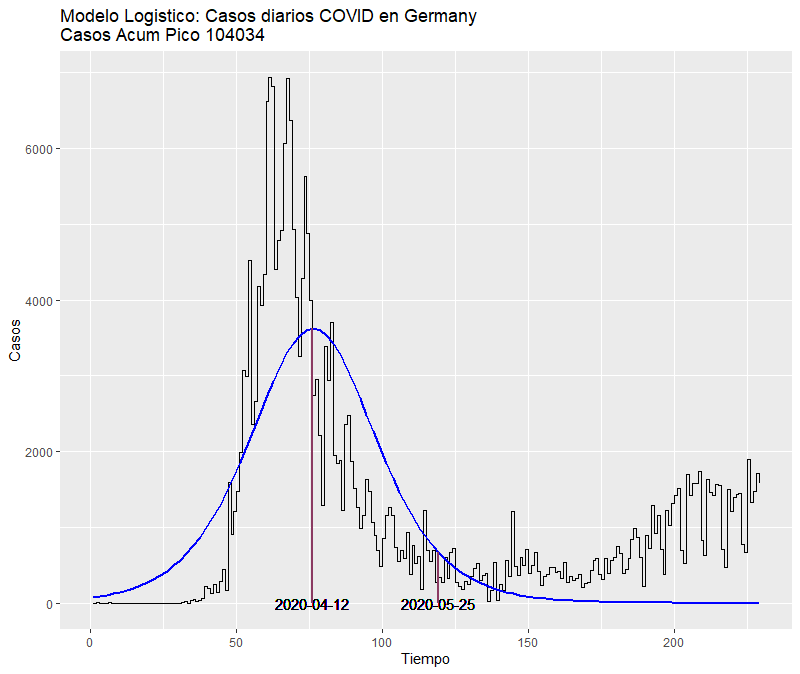 Modelo Logistico: Casos diarios COVID en Germany
Casos Acum Pico 104034
6000
4000
2000
0
Casos
2020-04-12 2020-05-25
0 50 100 150 200
Tiempo